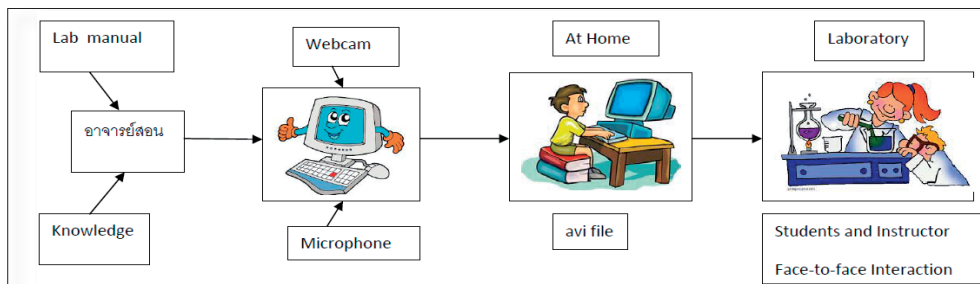 Lab manual
Webcam
At Home
Laboratory
อาจารย์สอน
Knowledge
Microphone
avi file
Students and Instructor
Face-to-face Interaction